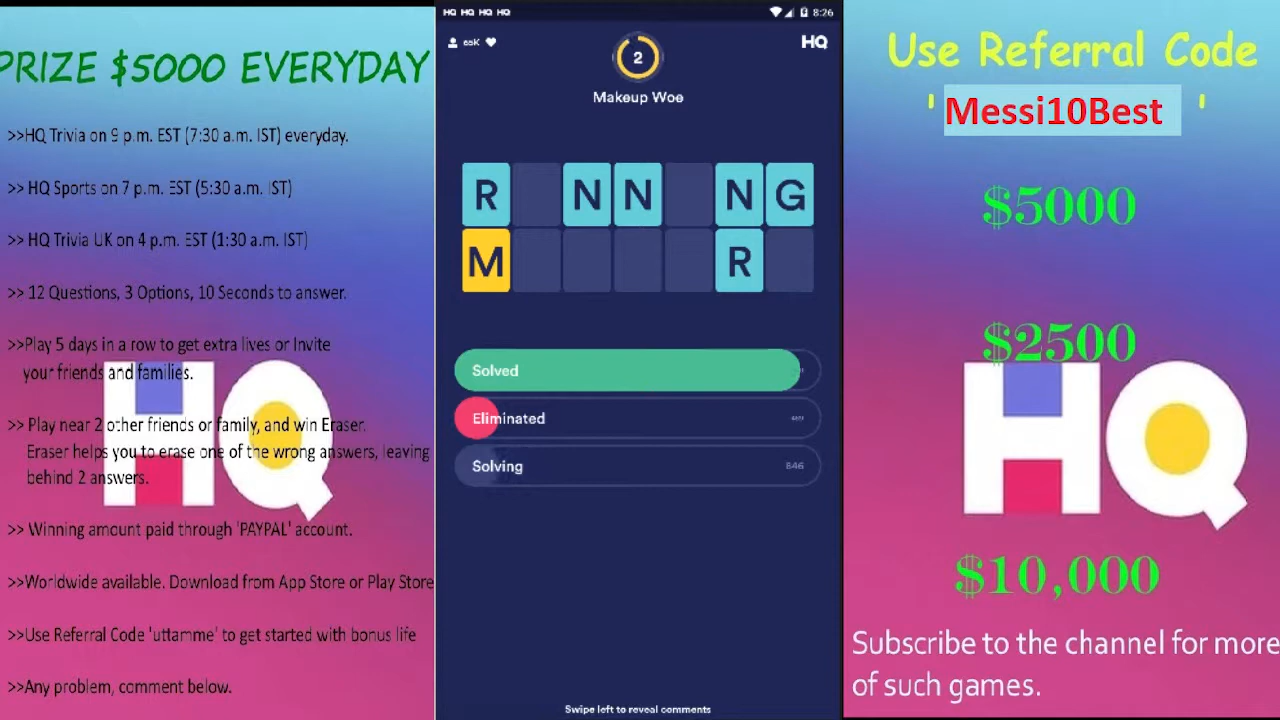 PRIZE $5000 EVERYDAY
>>HQ Trivia on 9 p.m. EST (7:30 a.m. IST) everyday.
>> HQ Sports on 7 p.m. EST (5:30 a.m. IST)
>> HQ Trivia UK on 4 p.m. EST (1:30 a.m. IST)
>> 12 Questions, 3 Options, 10 Seconds to answer.
>>Play 5 days in a row to get extra lives or Invite
your friends and families.
>> Play near 2 other friends or family, and win Eraser.
Eraser helps you to erase one of the wrong answers, leaving
behind 2 answers.
>> Winning amount paid through 'PAYPAL' account.
>>Worldwide available. Download from App Store or Play Store
>>Use Referral Code 'uttamme' to get started with bonus life
>>Any problem, comment below.
HQ
HQ HQ HQ HQ 8:26
HQ
2
Makeup Woe
R NN NG
M R
Solved
Eliminated
Solving 846
Swipe left to reveal comments
Use Referral Code
' Messi10Best '
$5000
$2500
HQ
$10,000
Subscribe to the channel for more
of such games.